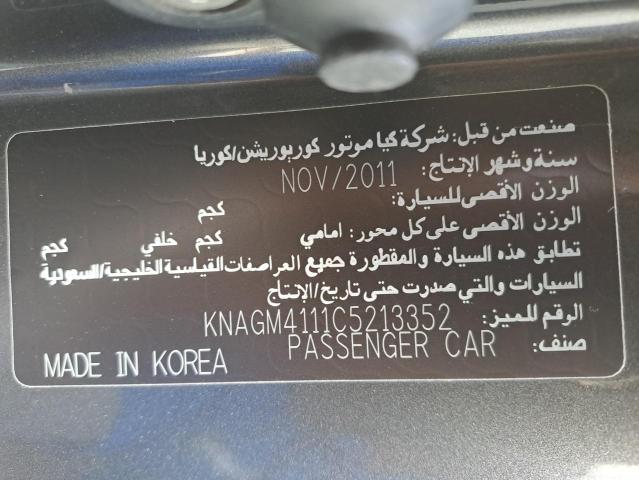 صنعت من قبل: شركة كيا موتور كوربوريشن/كوريا
سنة وشهر الإنتاج: NOV/2011
الوزن الأقصى للسيارة: كجم
الوزن الأقصى على كل محور: امامي كجم خلفي كجم
تطابق هذه السيارة والمقطورة جميع المراصفات القياسية الخليجية/السعودية
السيارات والتي صدرت حتى تاريخ/الإنتاج
الرقم المميز: KNAGM4111C5213352
صنف: PASSENGER CAR
MADE IN KOREA